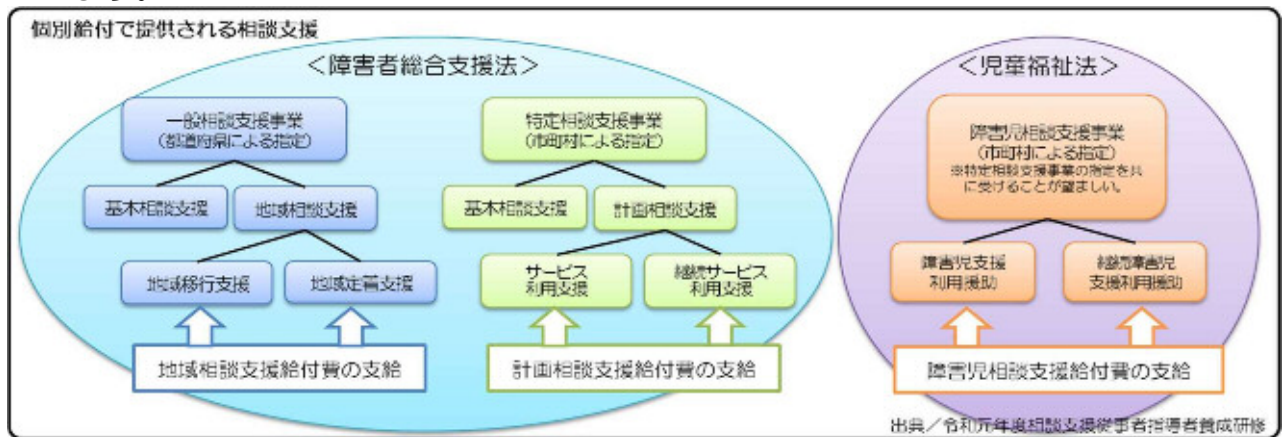 個別給付で提供される相談支援
＜障害者総合支援法＞
一般相談支援事業
(都道府県による指定)
基本相談支援
地域相談支援
地域移行支援
地域定着支援
地域相談支援給付費の支給
特定相談支援事業
(市町村による指定)
基本相談支援
計画相談支援
サービス
利用支援
継続サービス
利用支援
計画相談支援給付費の支給
＜児童福祉法＞
障害児相談支援事業
(市町村による指定)
※特定相談支援事業の指定を共
に受けることが望ましい。
障害児支援
利用援助
継続障害児
支援利用援助
障害児相談支援給付費の支給
出典／令和元年度相談支援従事者指導者養成研修